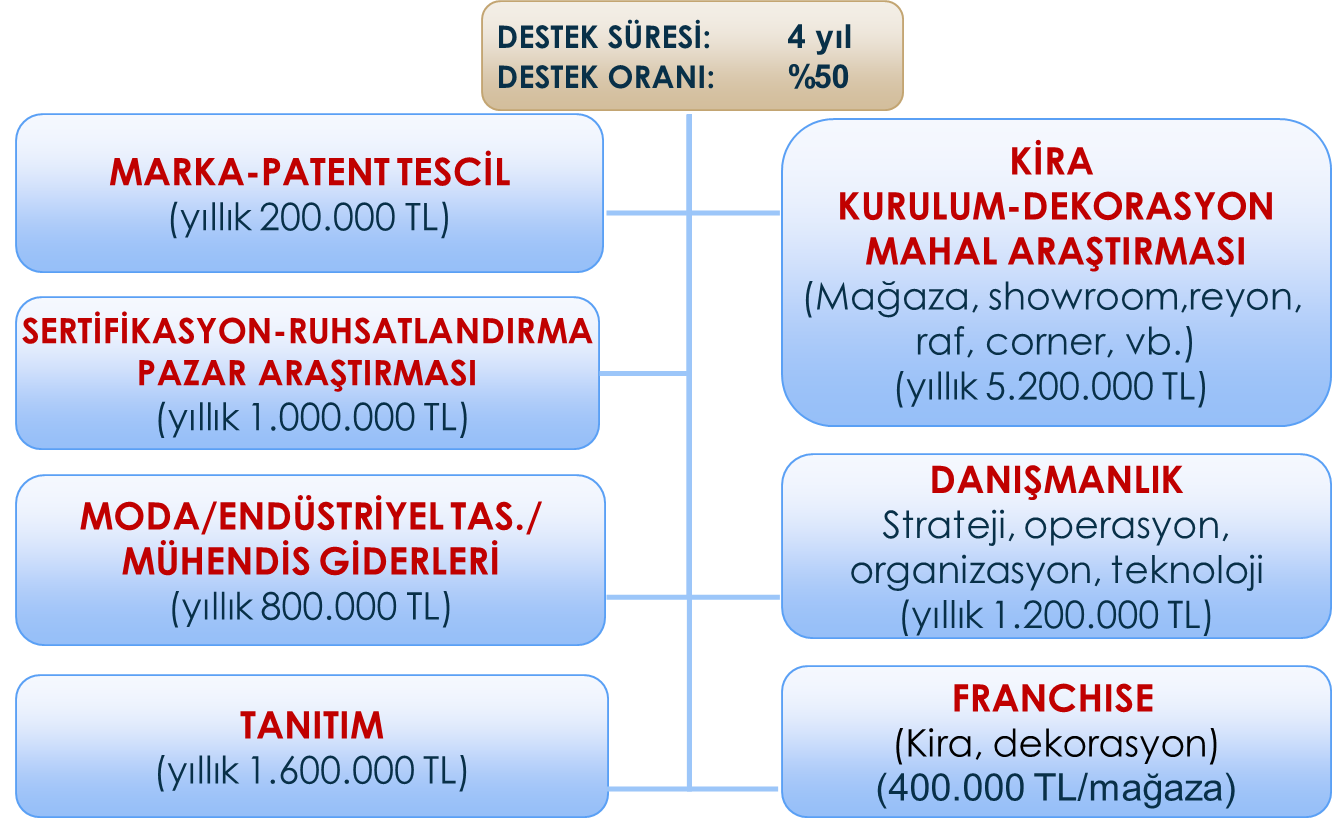 DESTEK SÜRESİ: 4 yıl
DESTEK ORANI: %50
MARKA-PATENT TESCİL
(yıllık 200.000 TL)
SERTİFİKASYON-RUHSATLANDIRMA
PAZAR ARAŞTIRMASI
(yıllık 1.000.000 TL)
MODA/ENDÜSTRİYEL TAS./
MÜHENDİS GİDERLERİ
(yıllık 800.000 TL)
TANITIM
(yıllık 1.600.000 TL)
KİRA
KURULUM-DEKORASYON
MAHAL ARAŞTIRMASI
(Mağaza, showroom,reyon,
raf, corner, vb.)
(yıllık 5.200.000 TL)
DANIŞMANLIK
Strateji, operasyon,
organizasyon, teknoloji
(yıllık 1.200.000 TL)
FRANCHISE
(Kira, dekorasyon)
(400.000 TL/mağaza)